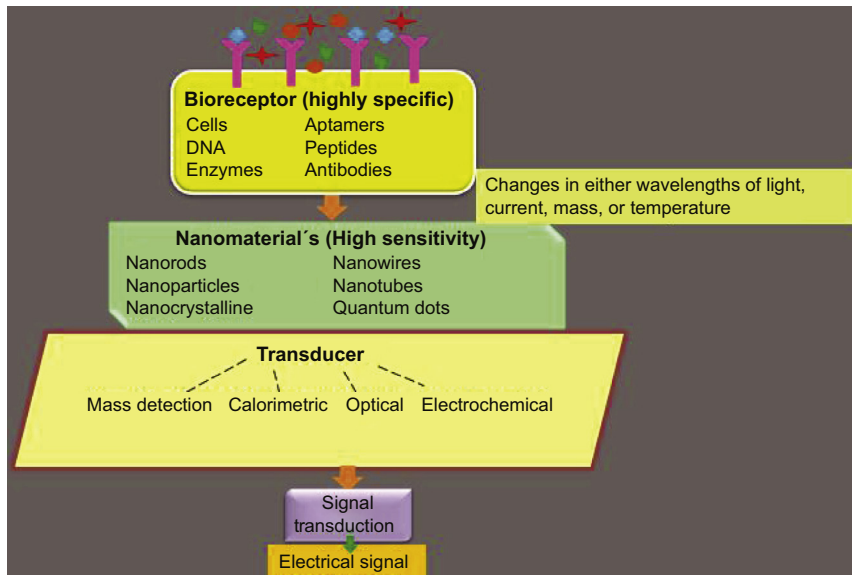 Bioreceptor (highly specific)
Cells Aptamers
DNA Peptides
Enzymes Antibodies
Changes in either wavelengths of light,
current, mass, or temperature
Nanomaterial´s (High sensitivity)
Nanorods Nanowires
Nanoparticles Nanotubes
Nanocrystalline Quantum dots
Transducer
Mass detection Calorimetric Optical Electrochemical
Signal
transduction
Electrical signal